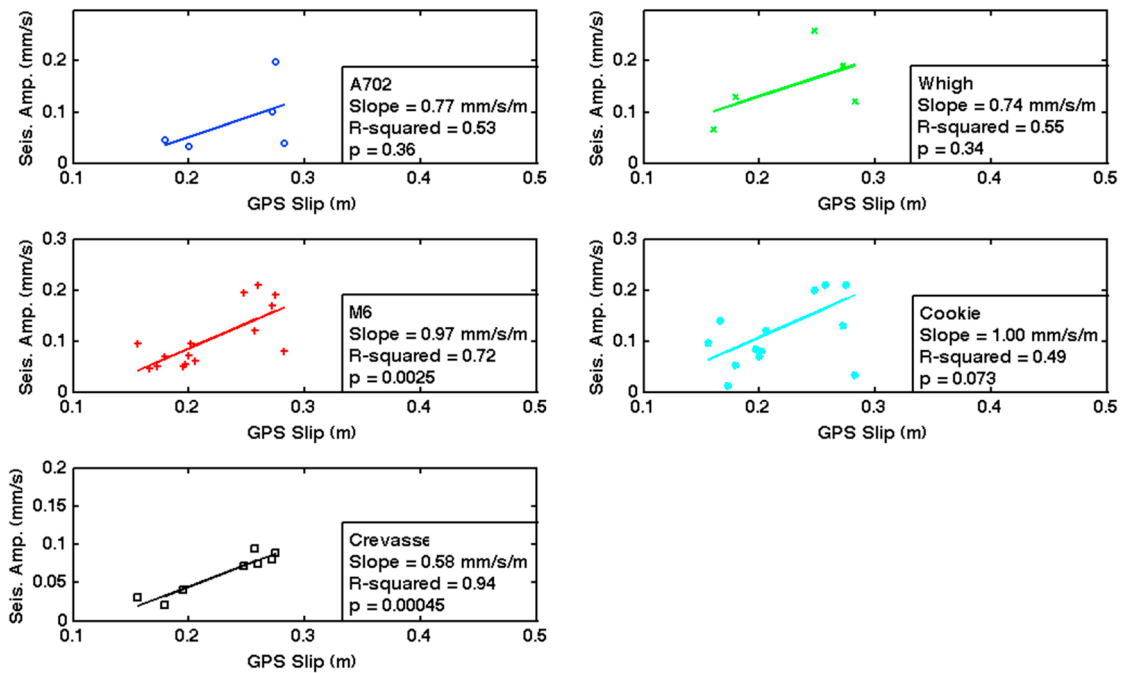 Seis. Amp. (mm/s)
0.2
0.1
0
0.1 0.2 0.3 0.4 0.5
GPS Slip (m)
A702
Slope = 0.77 mm/s/m
R-squared = 0.53
p = 0.36
Seis. Amp. (mm/s)
0.2
0.1
0
0.1 0.2 0.3 0.4 0.5
GPS Slip (m)
Whigh
Slope = 0.74 mm/s/m
R-squared = 0.55
p = 0.34
Seis. Amp. (mm/s)
0.3
0.2
0.1
0
0.1 0.2 0.3 0.4 0.5
GPS Slip (m)
M6
Slope = 0.97 mm/s/m
R-squared = 0.72
p = 0.0025
Seis. Amp. (mm/s)
0.3
0.2
0.1
0
0.1 0.2 0.3 0.4 0.5
GPS Slip (m)
Cookie
Slope = 1.00 mm/s/m
R-squared = 0.49
p = 0.073
Seis. Amp. (mm/s)
0.2
0.15
0.1
0.05
0
0.1 0.2 0.3 0.4 0.5
GPS Slip (m)
Crevasse
Slope = 0.58 mm/s/m
R-squared = 0.94
p = 0.00045